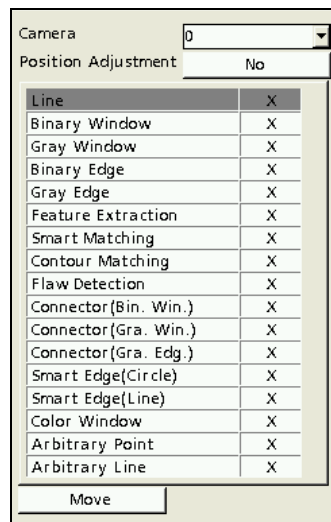 Camera 0
Position Adjustment No
Line X
Binary Window X
Gray Window X
Binary Edge X
Gray Edge X
Feature Extraction X
Smart Matching X
Contour Matching X
Flaw Detection X
Connector(Bin. Win.) X
Connector(Gra. Win.) X
Connector(Gra. Edg.) X
Smart Edge(Circle) X
Smart Edge(Line) X
Color Window X
Arbitrary Point X
Arbitrary Line X
Move